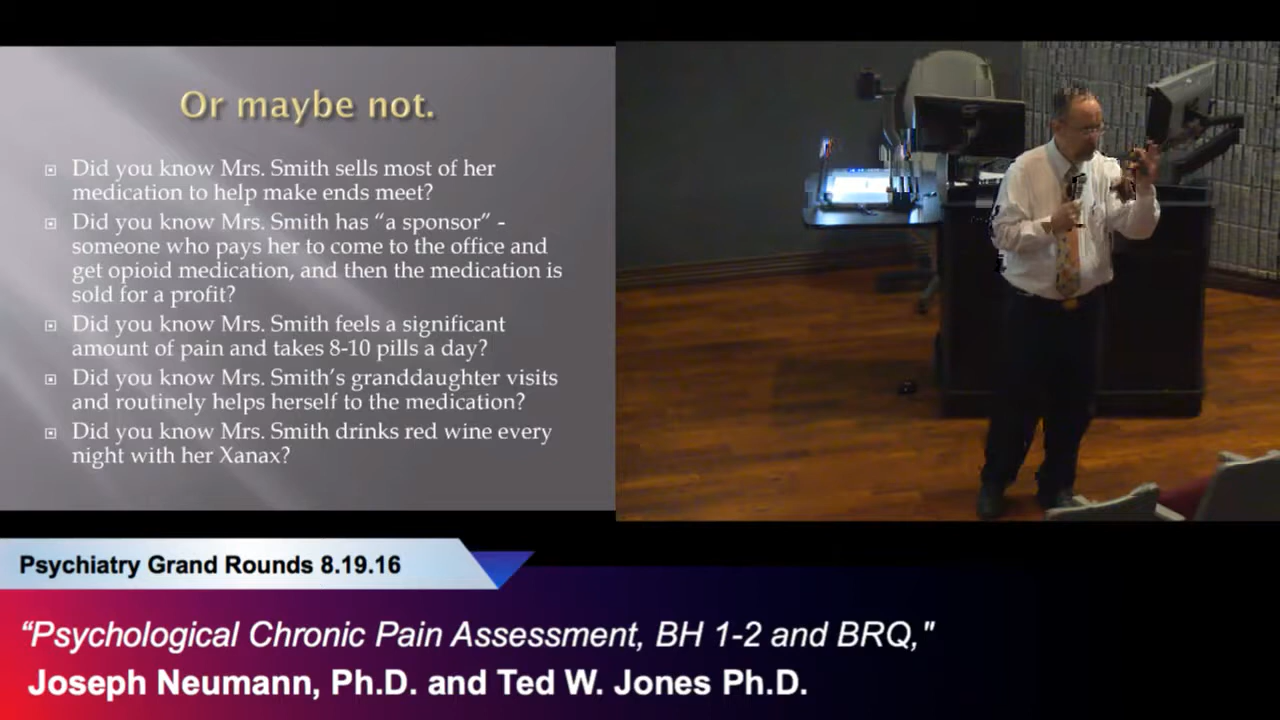 Or maybe not.
Did you know Mrs. Smith sells most of her
medication to help make ends meet?
Did you know Mrs. Smith has “a sponsor” -
someone who pays her to come to the office and
get opioid medication, and then the medication is
sold for a profit?
Did you know Mrs. Smith feels a significant
amount of pain and takes 8-10 pills a day?
Did you know Mrs. Smith’s granddaughter visits
and routinely helps herself to the medication?
Did you know Mrs. Smith drinks red wine every
night with her Xanax?
Psychiatry Grand Rounds 8.19.16
“Psychological Chronic Pain Assessment, BH 1-2 and BRQ,"
Joseph Neumann, Ph.D. and Ted W. Jones Ph.D.